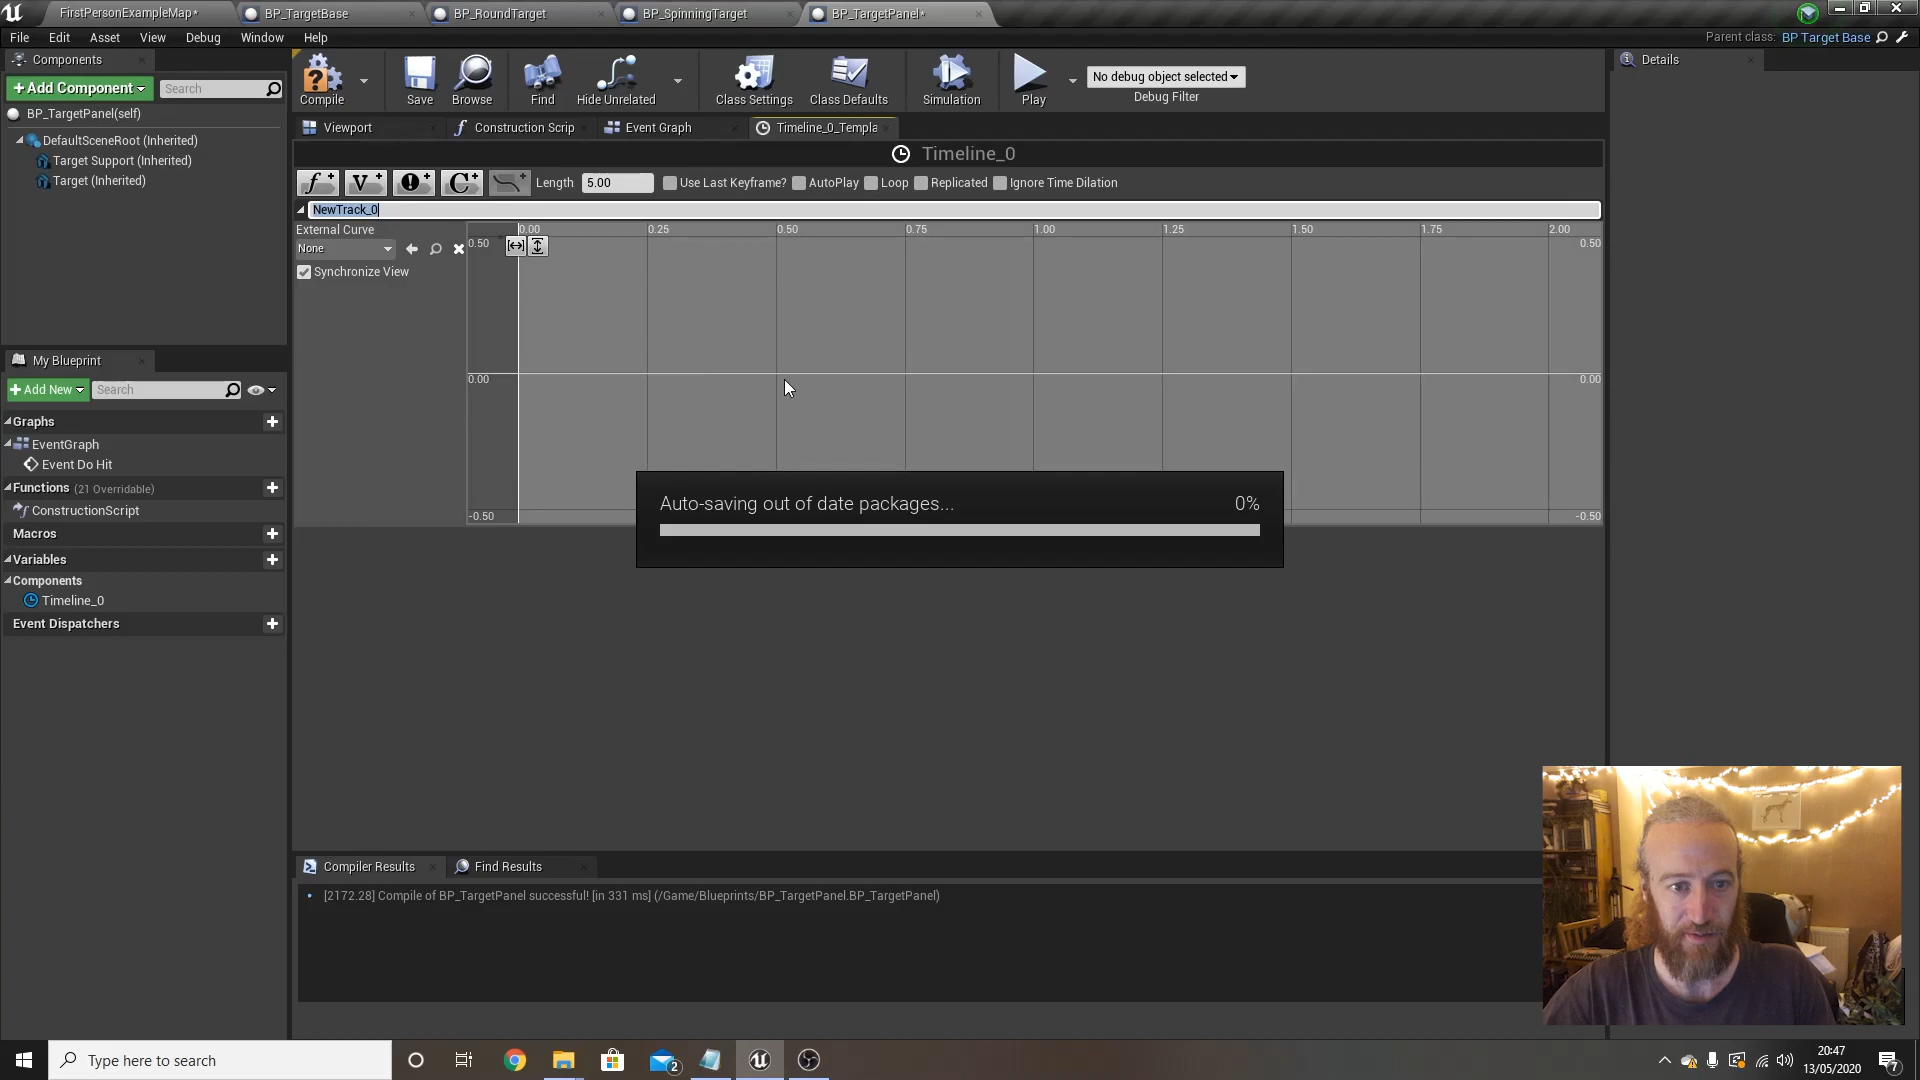 FirstPersonExampleMap*
BP_TargetBase
BP_RoundTarget
BP_SpinningTarget
BP_TargetPanel*
File Edit Asset View Debug Window Help
Parent class: BP Target Base
Components
+Add Component
Search
BP_TargetPanel(self)
DefaultSceneRoot (Inherited)
Target Support (Inherited)
Target (Inherited)
Compile
Save
Browse
Find
Hide Unrelated
Class Settings
Class Defaults
Simulation
Play
No debug object selected
Debug Filter
Details
Viewport
Construction Scrip
Event Graph
Timeline_0_Templa
Timeline_0
Length 5.00 Use Last Keyframe? AutoPlay Loop Replicated Ignore Time Dilation
NewTrack_0
External Curve
None
Synchronize View
0.00 0.25 0.50 0.75 1.00 1.25 1.50 1.75 2.00
0.50 0.50
0.00 0.00
-0.50 -0.50
Auto-saving out of date packages... 0%
My Blueprint
+Add New
Search
Graphs
EventGraph
Event Do Hit
Functions (21 Overridable)
ConstructionScript
Macros
Variables
Components
Timeline_0
Event Dispatchers
Compiler Results
Find Results
[2172.28] Compile of BP_TargetPanel successful! [in 331 ms] (/Game/Blueprints/BP_TargetPanel.BP_TargetPanel)
Type here to search
2
20:47
13/05/2020
7